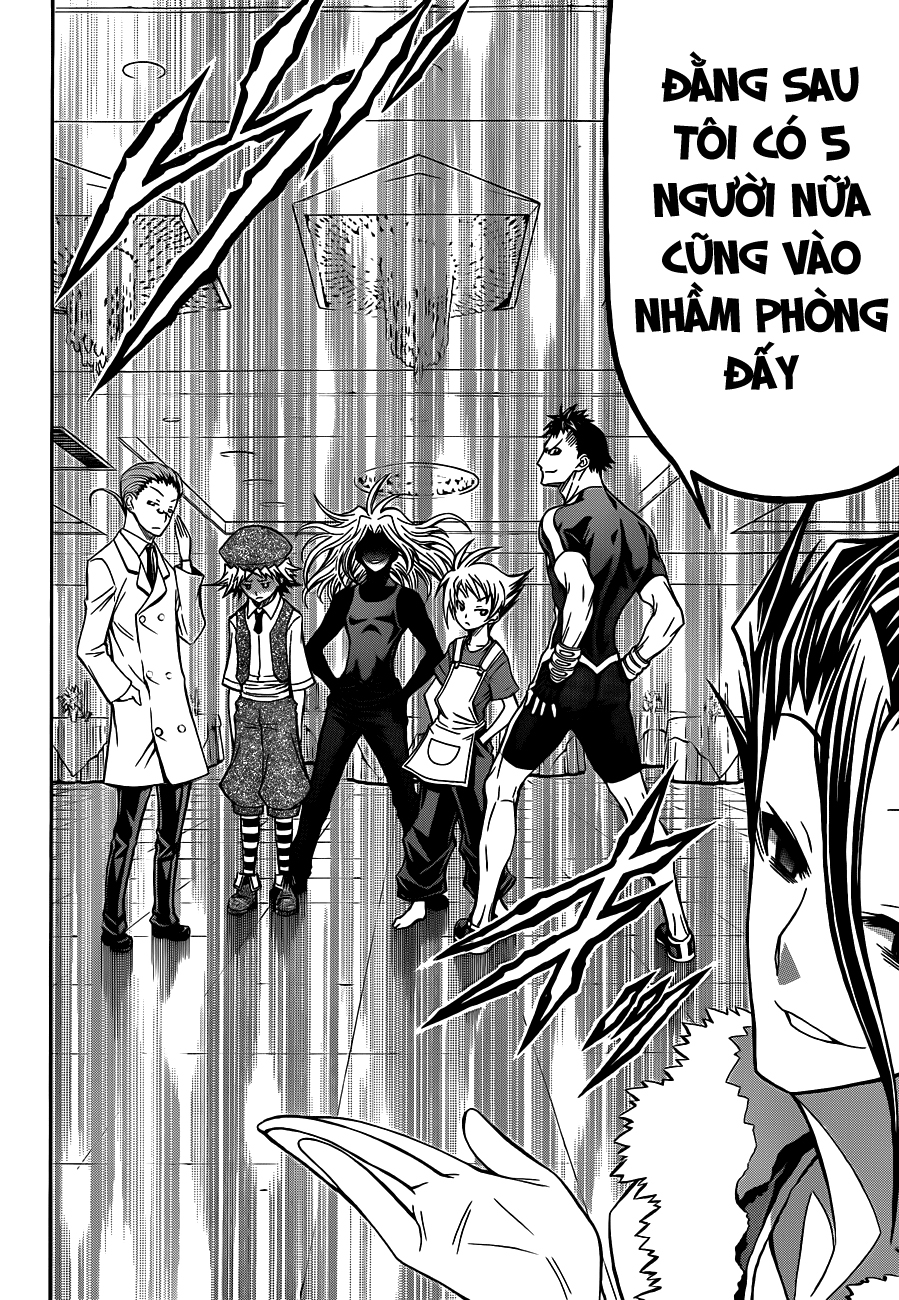 ĐẰNG SAU
TÔI CÓ 5
NGƯỜI NỮA
CŨNG VÀO
NHẦM PHÒNG
ĐẤY